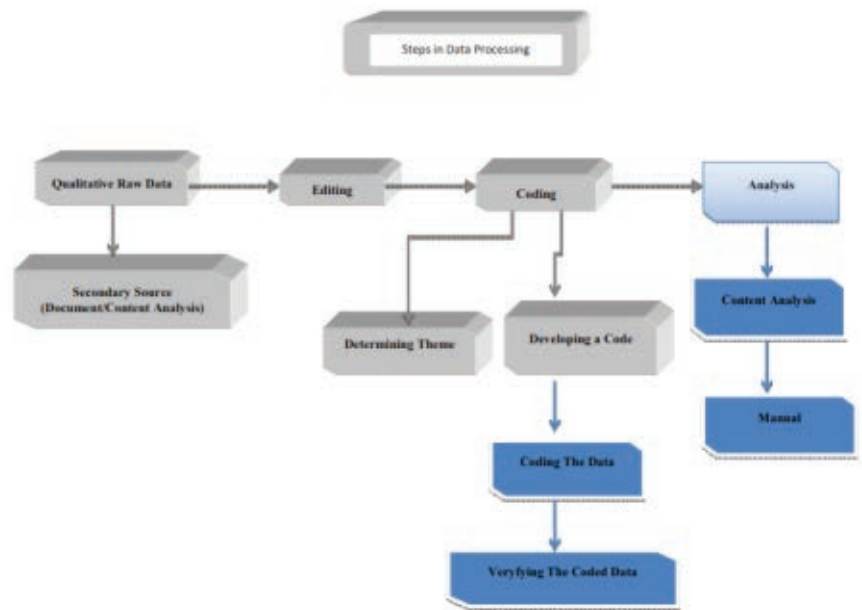 Steps in Data Processing
Qualitative Raw Data
Editing
Coding
Analysis
Secondary Source
(Document/Content Analysis)
Determining Theme
Developing a Code
Content Analysis
Manual
Coding The Data
Veryfying The Coded Data